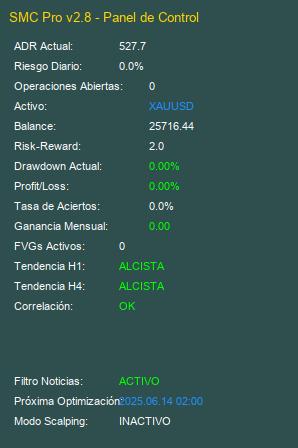 SMC Pro v2.8 - Panel de Control
ADR Actual: 527.7
Riesgo Diario: 0.0%
Operaciones Abiertas: 0
Activo: XAUUSD
Balance: 25716.44
Risk-Reward: 2.0
Drawdown Actual: 0.00%
Profit/Loss: 0.00%
Tasa de Aciertos: 0.0%
Ganancia Mensual: 0.00
FVGs Activos: 0
Tendencia H1: ALCISTA
Tendencia H4: ALCISTA
Correlación: OK
Filtro Noticias: ACTIVO
Próxima Optimización: 2025.06.14 02:00
Modo Scalping: INACTIVO